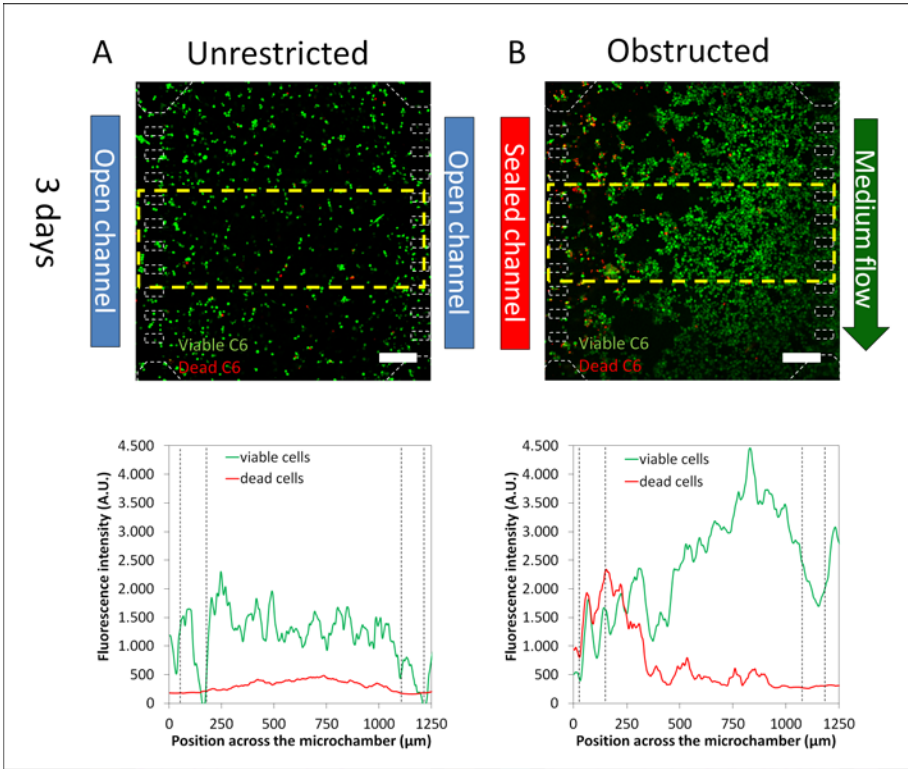 A Unrestricted
B Obstructed
3 days
Open channel
Viable C6
Dead C6
Open channel
Sealed channel
Viable C6
Dead C6
Medium flow
Fluorescence intensity (A.U.)
4.500
4.000
3.500
3.000
2.500
2.000
1.500
1.000
500
0
viable cells
dead cells
0 250 500 750 1000 1250
Position across the microchamber (µm)
Fluorescence intensity (A.U.)
4.500
4.000
3.500
3.000
2.500
2.000
1.500
1.000
500
0
viable cells
dead cells
0 250 500 750 1000 1250
Position across the microchamber (µm)